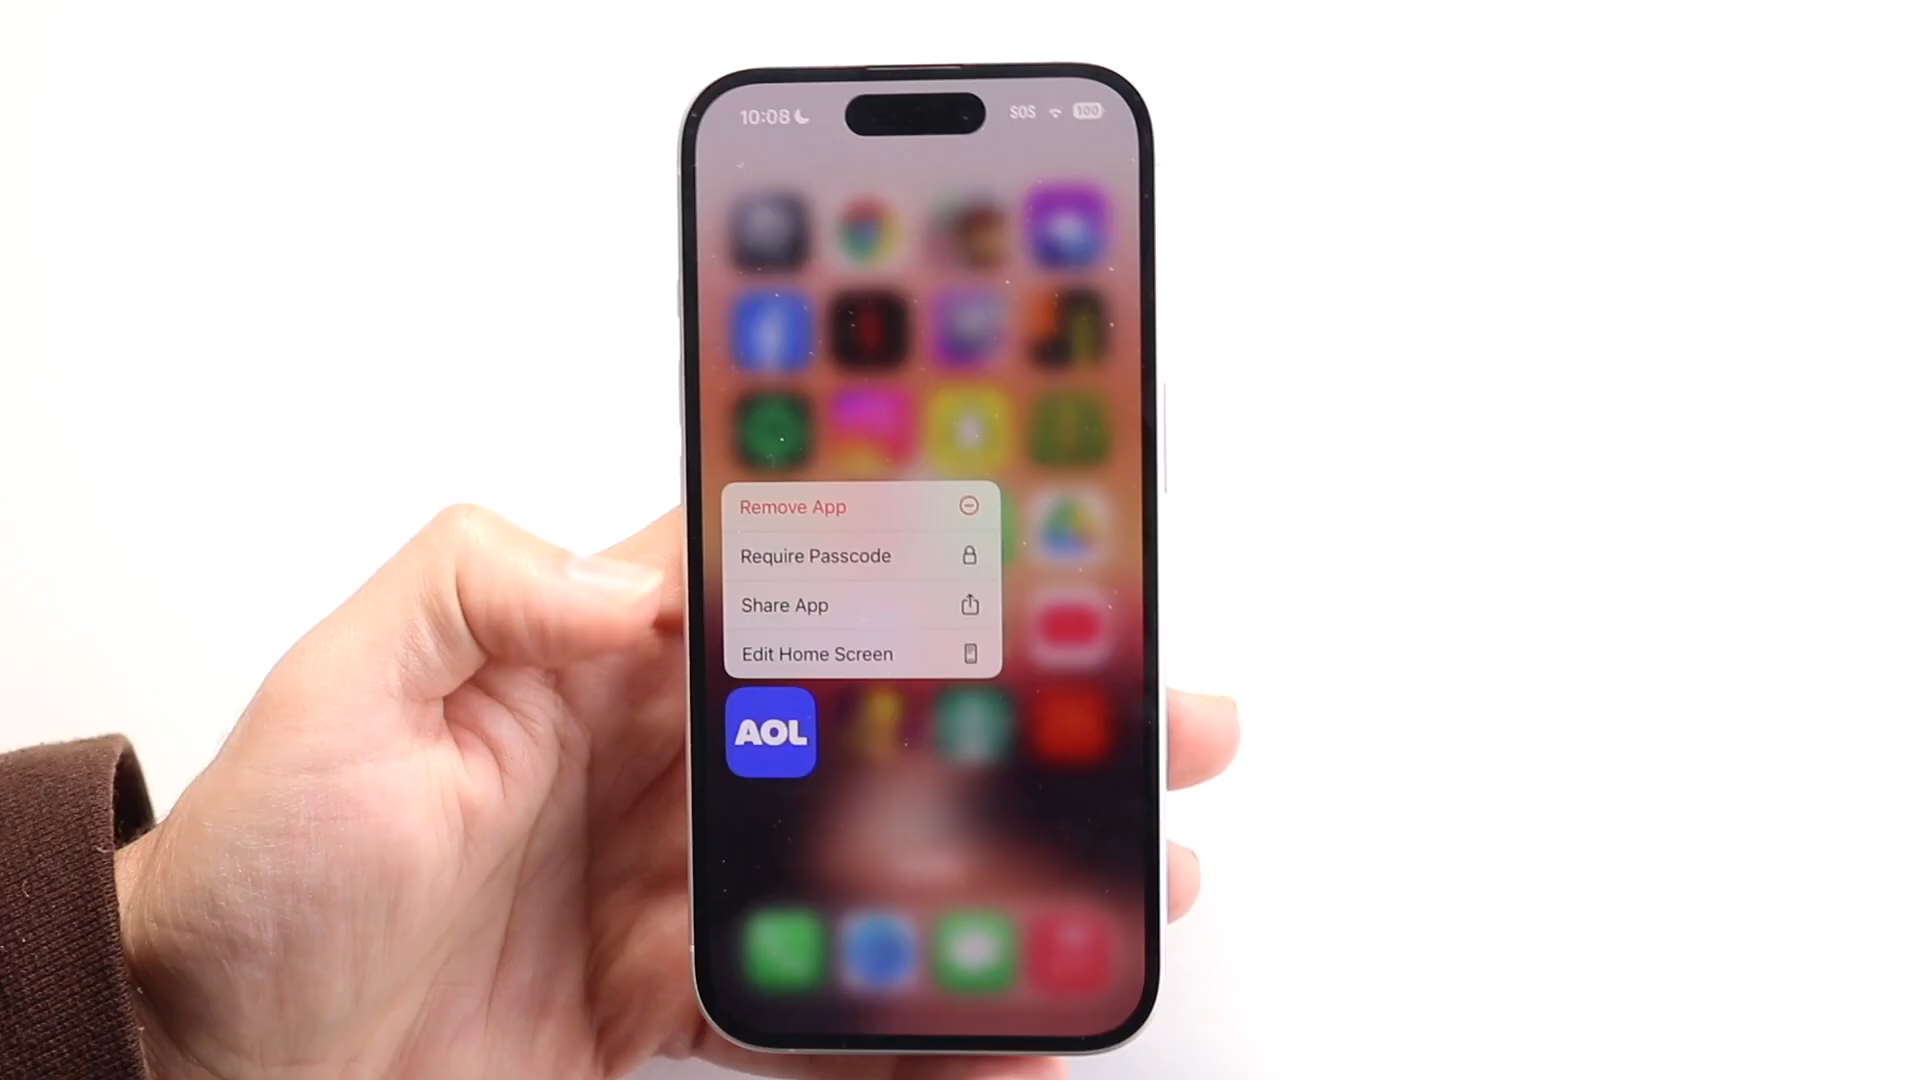 10:08
SOS
100
Remove App
Require Passcode
Share App
Edit Home Screen
AOL